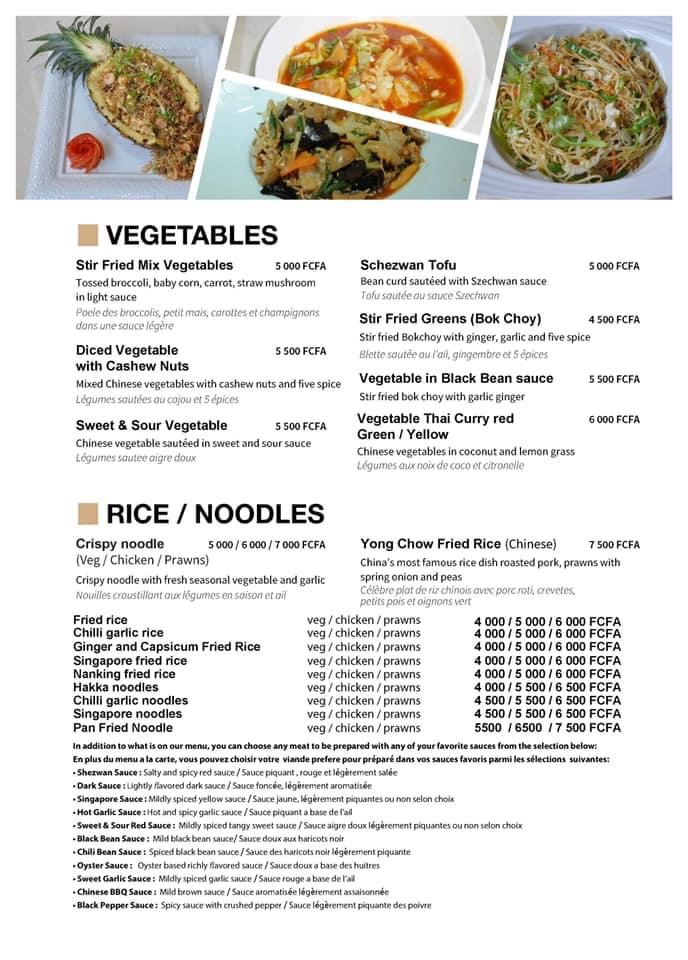 VEGETABLES
Stir Fried Mix Vegetables 5 000 FCFA
Tossed broccoli, baby corn, carrot, straw mushroom
in light sauce
Poele des broccolis, petit mais, carottes et champignons
dans une sauce légère
Diced Vegetable 5 500 FCFA
with Cashew Nuts
Mixed Chinese vegetables with cashew nuts and five spice
Légumes sautées au cajou et 5 épices
Sweet & Sour Vegetable 5 500 FCFA
Chinese vegetable sautéed in sweet and sour sauce
Légumes sautee aigre doux
Schezwan Tofu 5 000 FCFA
Bean curd sautéed with Szechwan sauce
Tofu sautée au sauce Szechwan
Stir Fried Greens (Bok Choy) 4 500 FCFA
Stir fried Bokchoy with ginger, garlic and five spice
Blette sautée au l'ail, gingembre et 5 épices
Vegetable in Black Bean sauce 5 500 FCFA
Stir fried bok choy with garlic ginger
Vegetable Thai Curry red 6 000 FCFA
Green / Yellow
Chinese vegetables in coconut and lemon grass
Légumes aux noix de coco et citronelle
RICE / NOODLES
Crispy noodle 5 000 / 6 000 / 7 000 FCFA
(Veg / Chicken / Prawns)
Crispy noodle with fresh seasonal vegetable and garlic
Nouilles croustillant aux légumes en saison et ail
Yong Chow Fried Rice (Chinese) 7 500 FCFA
China's most famous rice dish roasted pork, prawns with
spring onion and peas
Célèbre plat de riz chinois avec porc roti, crevetes,
petits pois et oignons vert
Fried rice veg / chicken / prawns 4 000 / 5 000 / 6 000 FCFA
Chilli garlic rice veg / chicken / prawns 4 000 / 5 000 / 6 000 FCFA
Ginger and Capsicum Fried Rice veg / chicken / prawns 4 000 / 5 000 / 6 000 FCFA
Singapore fried rice veg / chicken / prawns 4 000 / 5 000 / 6 000 FCFA
Nanking fried rice veg / chicken / prawns 4 000 / 5 000 / 6 000 FCFA
Hakka noodles veg / chicken / prawns 4 000 / 5 500 / 6 500 FCFA
Chilli garlic noodles veg / chicken / prawns 4 500 / 5 500 / 6 500 FCFA
Singapore noodles veg / chicken / prawns 4 500 / 5 500 / 6 500 FCFA
Pan Fried Noodle veg / chicken / prawns 5500 / 6500 / 7 500 FCFA
In addition to what is on our menu, you can choose any meat to be prepared with any of your favorite sauces from the selection below:
En plus du menu a la carte, vous pouvez choisir votre viande prefere pour préparé dans vos sauces favoris parmi les sélections suivantes:
• Shezwan Sauce : Salty and spicy red sauce / Sauce piquant , rouge et légèrement salée
• Dark Sauce : Lightly flavored dark sauce / Sauce foncée, légèrement aromatisée
• Singapore Sauce : Mildly spiced yellow sauce / Sauce jaune, légèrement piquantes ou non selon choix
• Hot Garlic Sauce : Hot and spicy garlic sauce / Sauce piquant a base de l'ail
• Sweet & Sour Red Sauce : Mildly spiced tangy sweet sauce / Sauce aigre doux légèrement piquantes ou non selon choix
• Black Bean Sauce : Mild black bean sauce/ Sauce doux aux haricots noir
• Chili Bean Sauce : Spiced black bean sauce / Sauce des haricots noir légèrement piquante
• Oyster Sauce : Oyster based richly flavored sauce / Sauce doux a base des huitres
• Sweet Garlic Sauce : Mildly spiced garlic sauce / Sauce rouge a base de l'ail
• Chinese BBQ Sauce : Mild brown sauce / Sauce aromatisée légèrement assaisonnée
• Black Pepper Sauce : Spicy sauce with crushed pepper / Sauce légèrement piquante des poivre